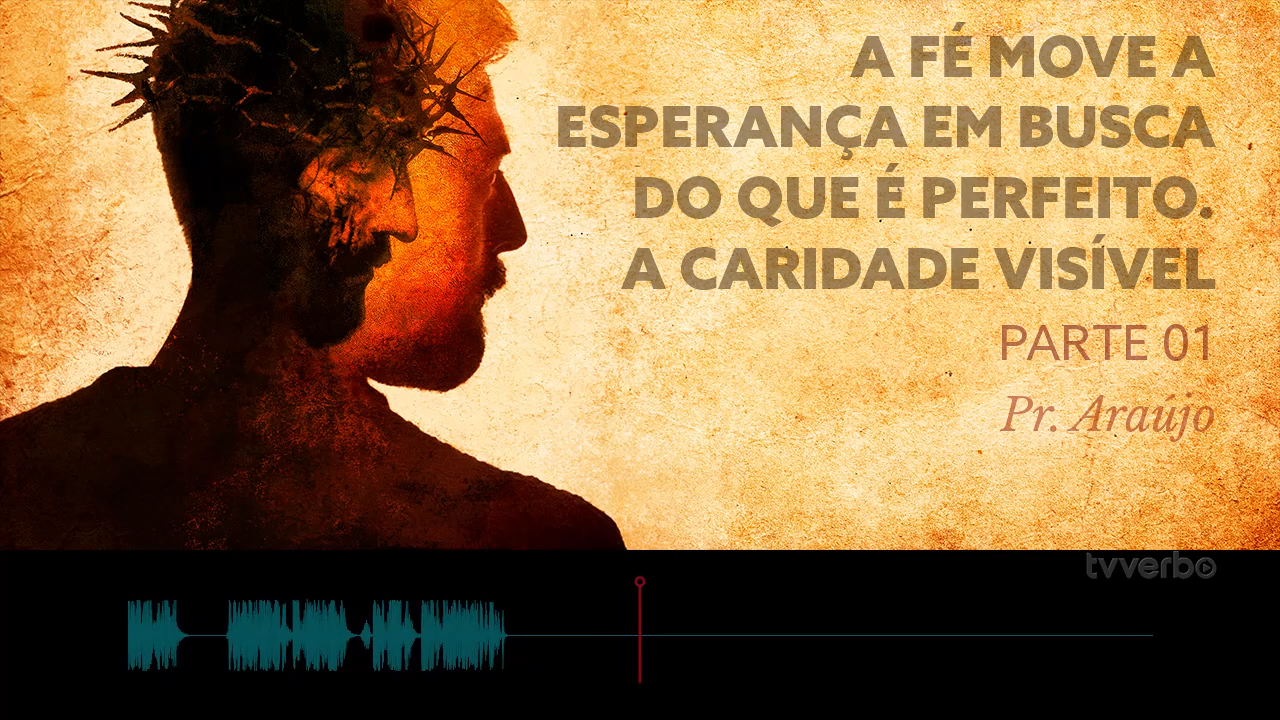 A FÉ MOVE A
ESPERANÇA EM BUSCA
DO QUE É PERFEITO.
A CARIDADE VISÍVEL
PARTE 01
Pr. Araújo
tvverbo